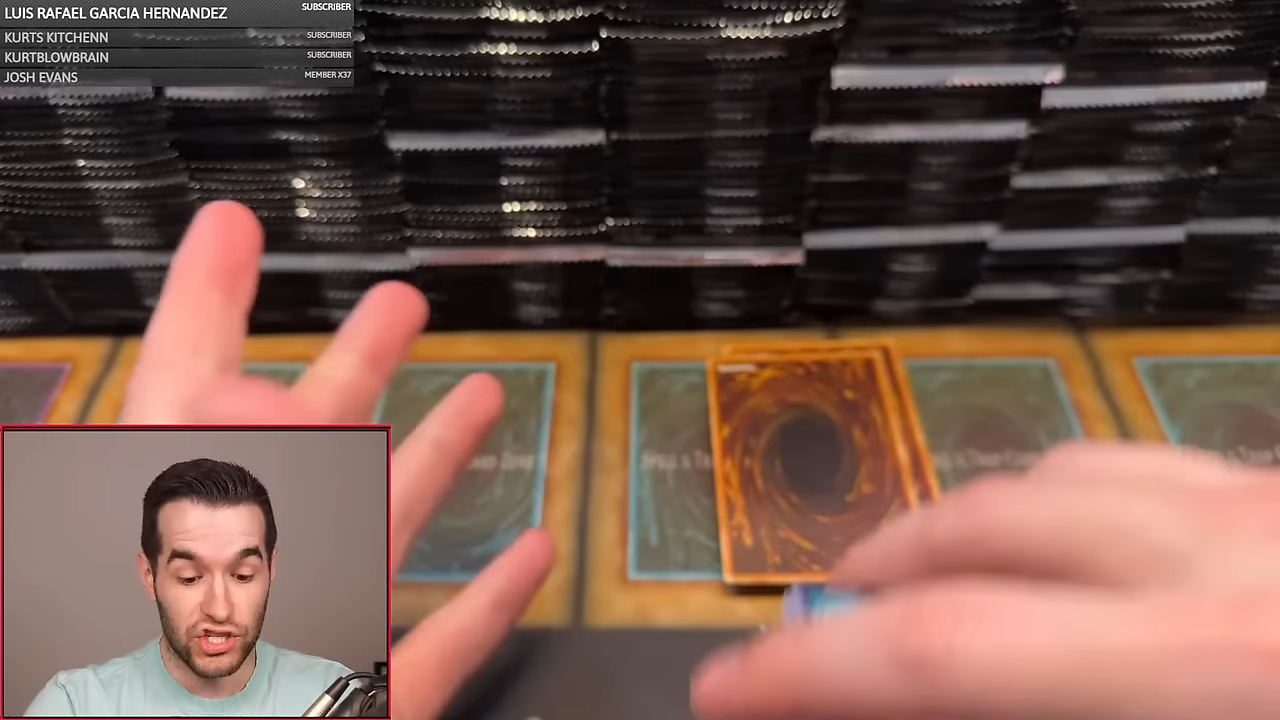 LUIS RAFAEL GARCIA HERNANDEZ SUBSCRIBER
KURTS KITCHENN SUBSCRIBER
KURTBLOWBRAIN SUBSCRIBER
JOSH EVANS MEMBER X37